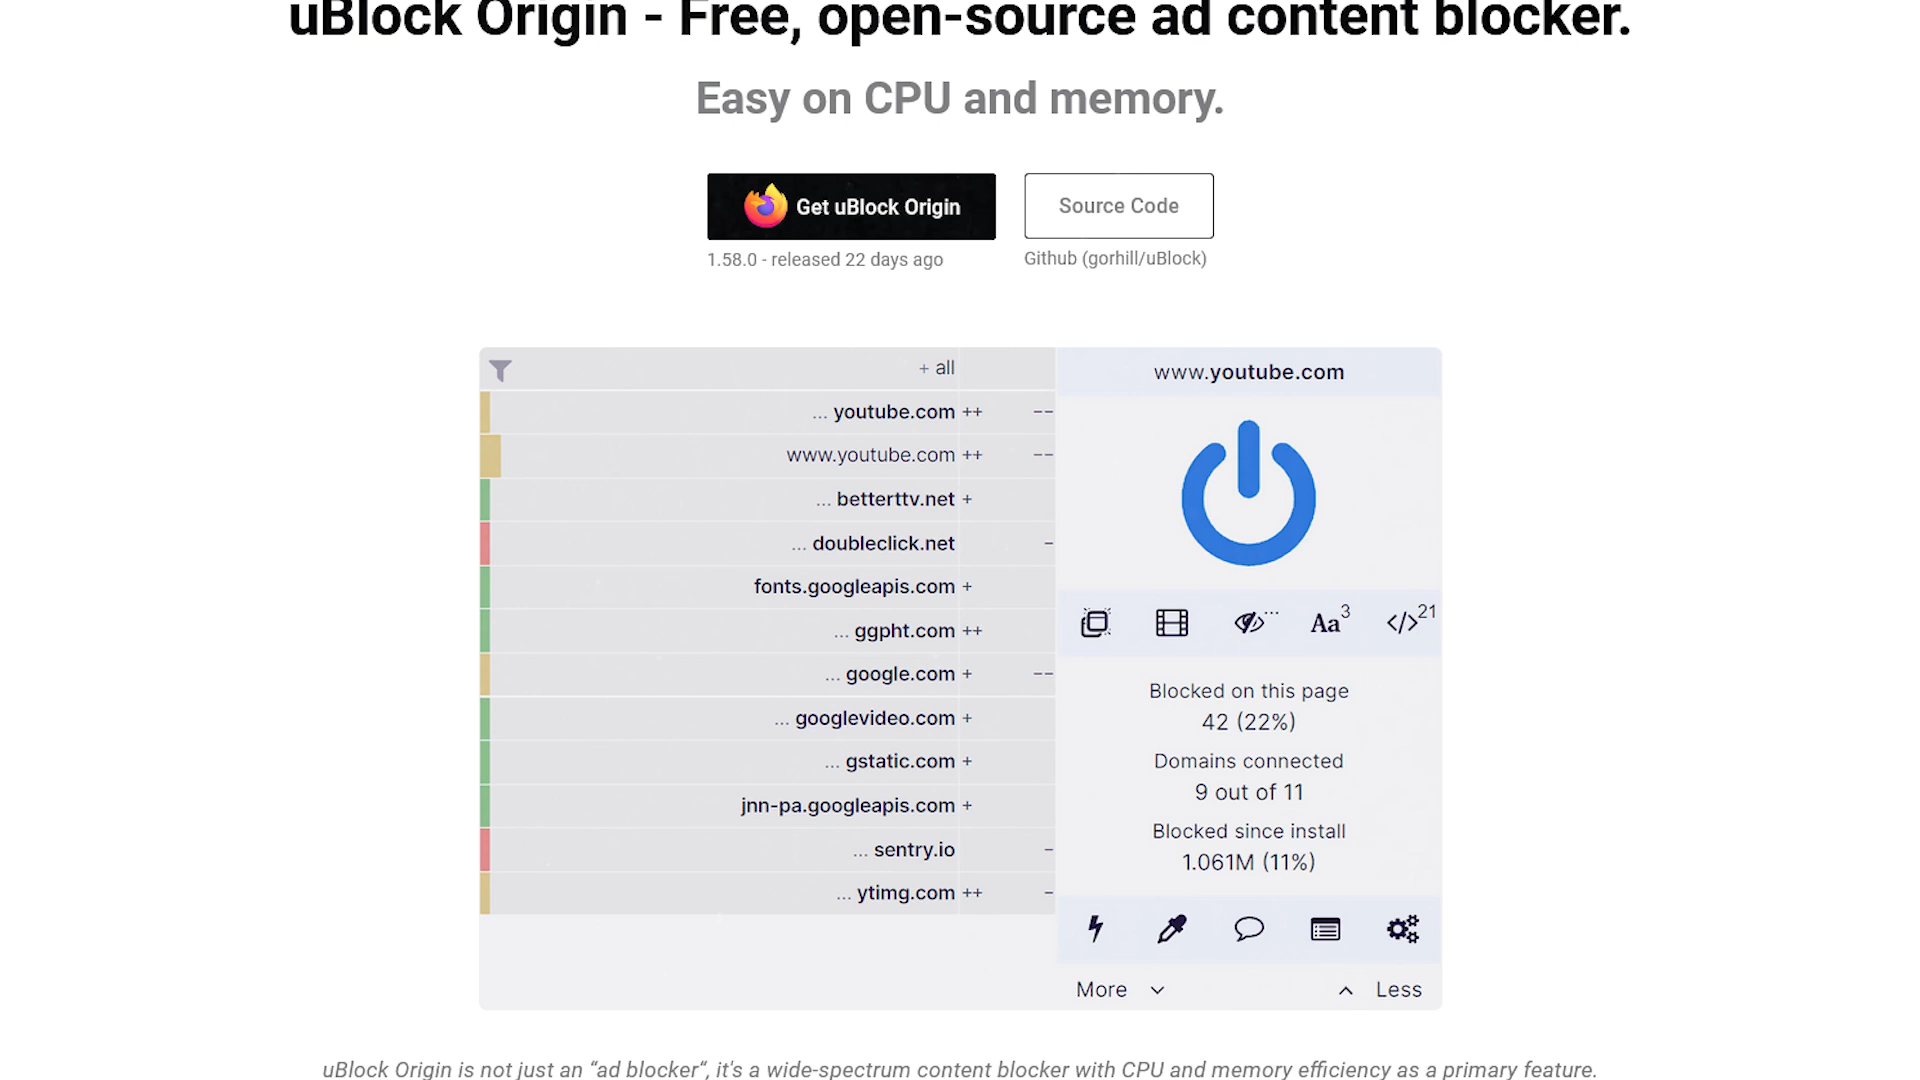 uBlock Origin - Free, open-source ad content blocker.
Easy on CPU and memory.
Get uBlock Origin
Source Code
1.58.0 - released 22 days ago
Github (gorhill/uBlock)
+ all
... youtube.com ++ --
www.youtube.com ++ --
... betterttv.net +
... doubleclick.net -
fonts.googleapis.com +
... ggpht.com ++
... google.com + --
... googlevideo.com +
... gstatic.com +
jnn-pa.googleapis.com +
... sentry.io -
... ytimg.com ++ -
www.youtube.com
... Aa 3 </> 21
Blocked on this page
42 (22%)
Domains connected
9 out of 11
Blocked since install
1.061M (11%)
More
Less
uBlock Origin is not just an “ad blocker“, it's a wide-spectrum content blocker with CPU and memory efficiency as a primary feature.